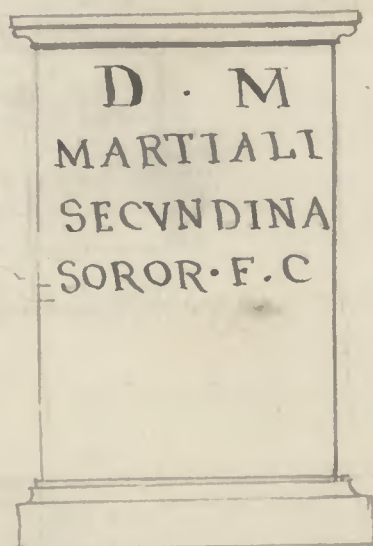 D · M
MARTIALI
SECVNDINA
SOROR · F . C